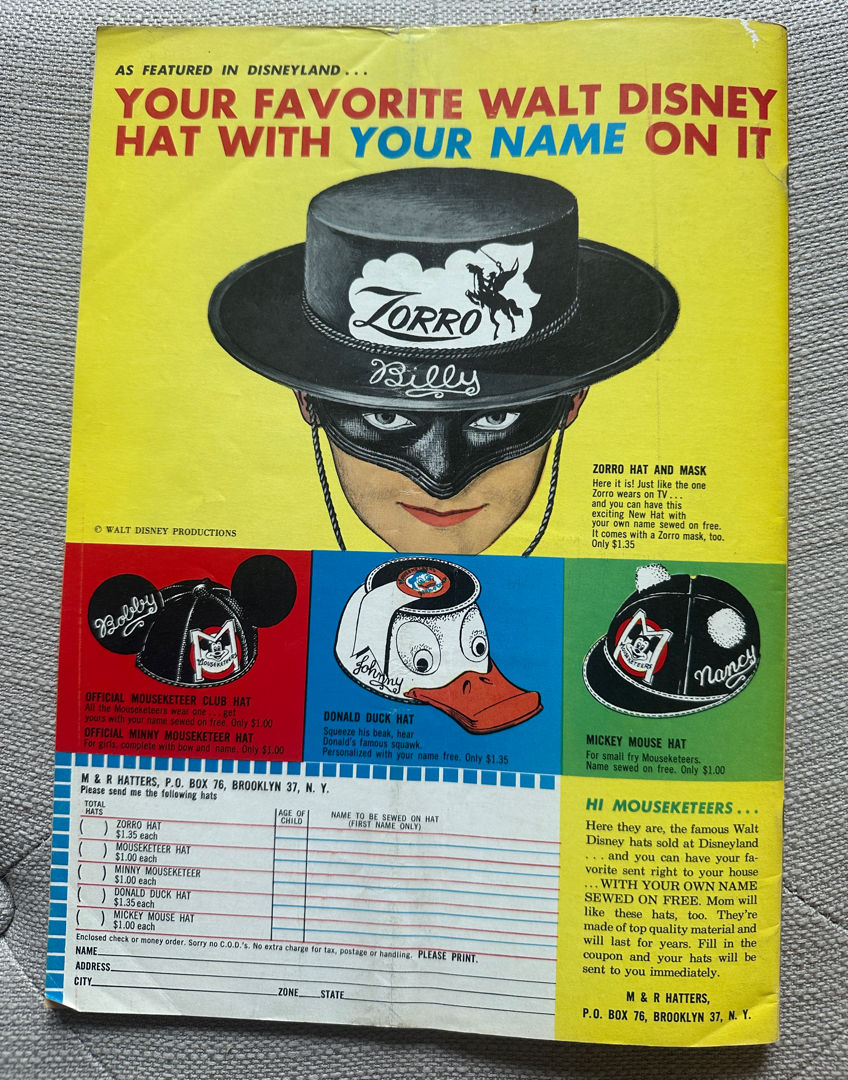 AS FEATURED IN DISNEYLAND...
YOUR FAVORITE WALT DISNEY
HAT WITH YOUR NAME ON IT
ZORRO
Billy
ZORRO HAT AND MASK
Here it is! Just like the one
Zorro wears on TV...
and you can have this
exciting New Hat with
your own name sewed on free.
It comes with a Zorro mask, too.
Only $1.35
© WALT DISNEY PRODUCTIONS
Bobby
M
MOUSEKETEERS
OFFICIAL MOUSEKETEER CLUB HAT
All the Mouseketeers wear one...get
yours with your name sewed on free. Only $1.00
OFFICIAL MINNY MOUSEKETEER HAT
For girls, complete with bow and name. Only $1.00
Johnny
DONALD DUCK HAT
Squeeze his beak, hear
Donald's famous squawk.
Personalized with your name free. Only $1.35
M
MOUSEKETEERS
Nancy
MICKEY MOUSE HAT
For small fry Mouseketeers.
Name sewed on free. Only $1.00
M & R HATTERS, P.O. BOX 76, BROOKLYN 37, N. Y.
Please send me the following hats
TOTAL
HATS
AGE OF
CHILD
NAME TO BE SEWED ON HAT
(FIRST NAME ONLY)
( ) ZORRO HAT
$1.35 each
( ) MOUSEKETEER HAT
$1.00 each
( ) MINNY MOUSEKETEER
$1.00 each
( ) DONALD DUCK HAT
$1.35 each
( ) MICKEY MOUSE HAT
$1.00 each
Enclosed check or money order. Sorry no C.O.D.'s. No extra charge for tax, postage or handling. PLEASE PRINT.
NAME
ADDRESS
CITY ZONE STATE
HI MOUSEKETEERS...
Here they are, the famous Walt
Disney hats sold at Disneyland
...and you can have your fa-
vorite sent right to your house
...WITH YOUR OWN NAME
SEWED ON FREE. Mom will
like these hats, too. They're
made of top quality material and
will last for years. Fill in the
coupon and your hats will be
sent to you immediately.
M & R HATTERS,
P.O. BOX 76, BROOKLYN 37, N. Y.